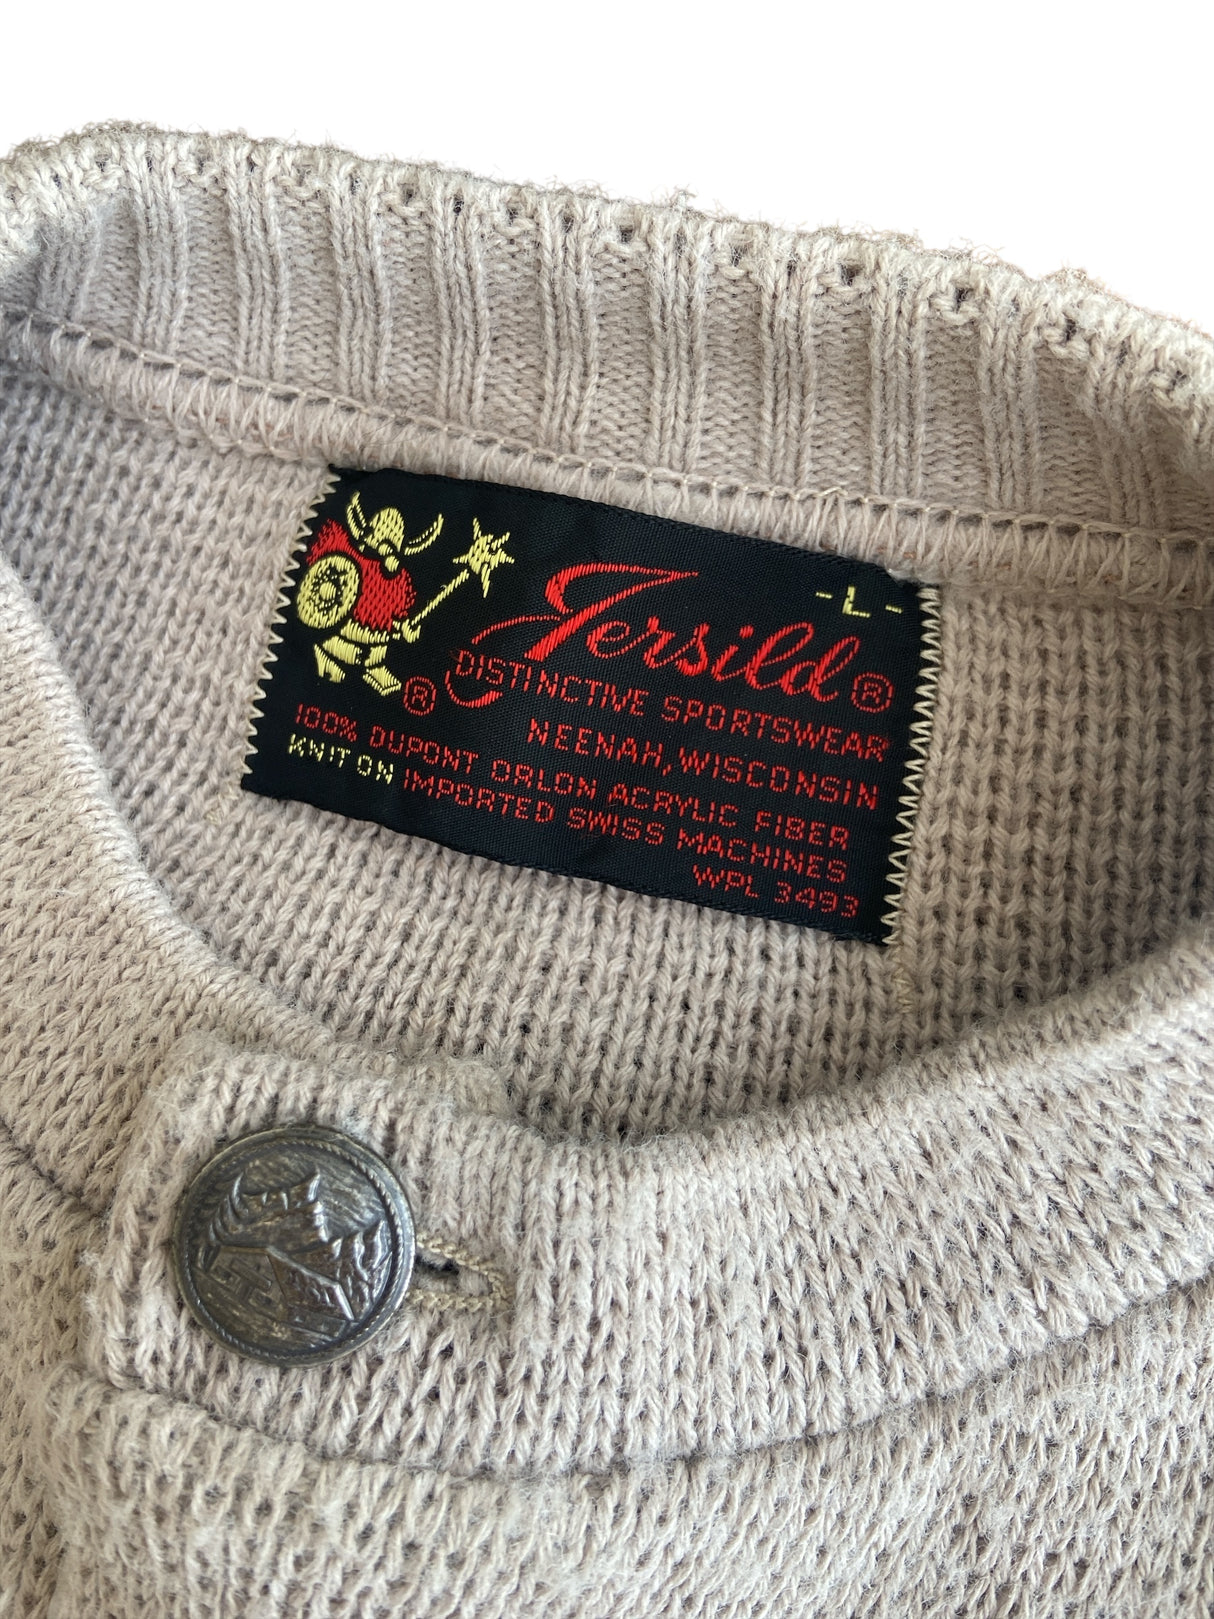 -L-
Jersild®
®
DISTINCTIVE SPORTSWEAR
NEENAH, WISCONSIN
100% DUPONT ORLON ACRYLIC FIBER
KNIT ON IMPORTED SWISS MACHINES
WPL 3493